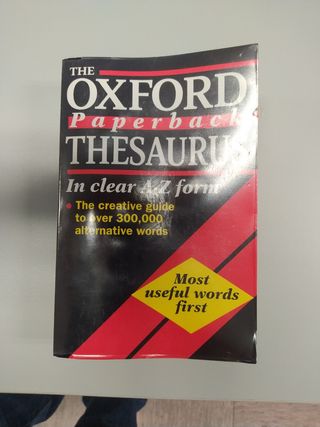 THE
OXFORD
Paperback
THESAURUS
In clear A-Z form
• The creative guide
to over 300,000
alternative words
Most
useful words
first